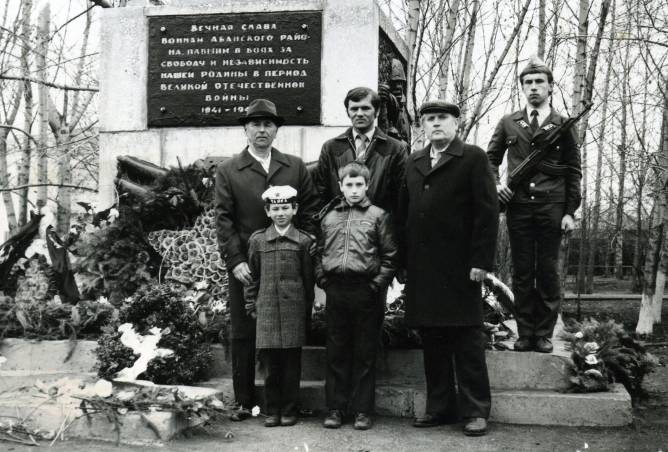 Вечная слава
воинам Абанского райо-
на, павшим в боях за
свободу и независимость
нашей Родины в период
Великой Отечественной
войны